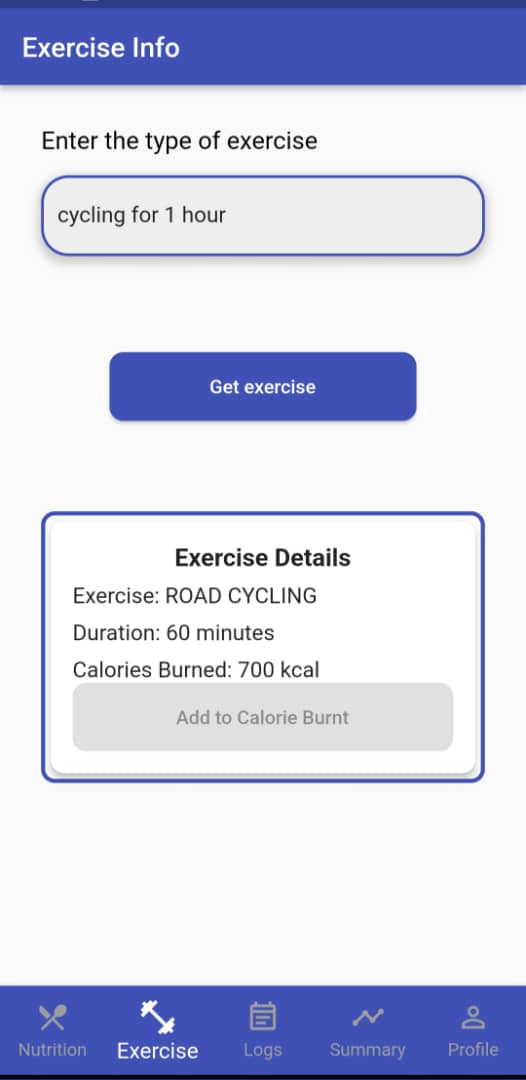 Exercise Info
Enter the type of exercise
cycling for 1 hour
Get exercise
Exercise Details
Exercise: ROAD CYCLING
Duration: 60 minutes
Calories Burned: 700 kcal
Add to Calorie Burnt
Nutrition
Exercise
Logs
Summary
Profile